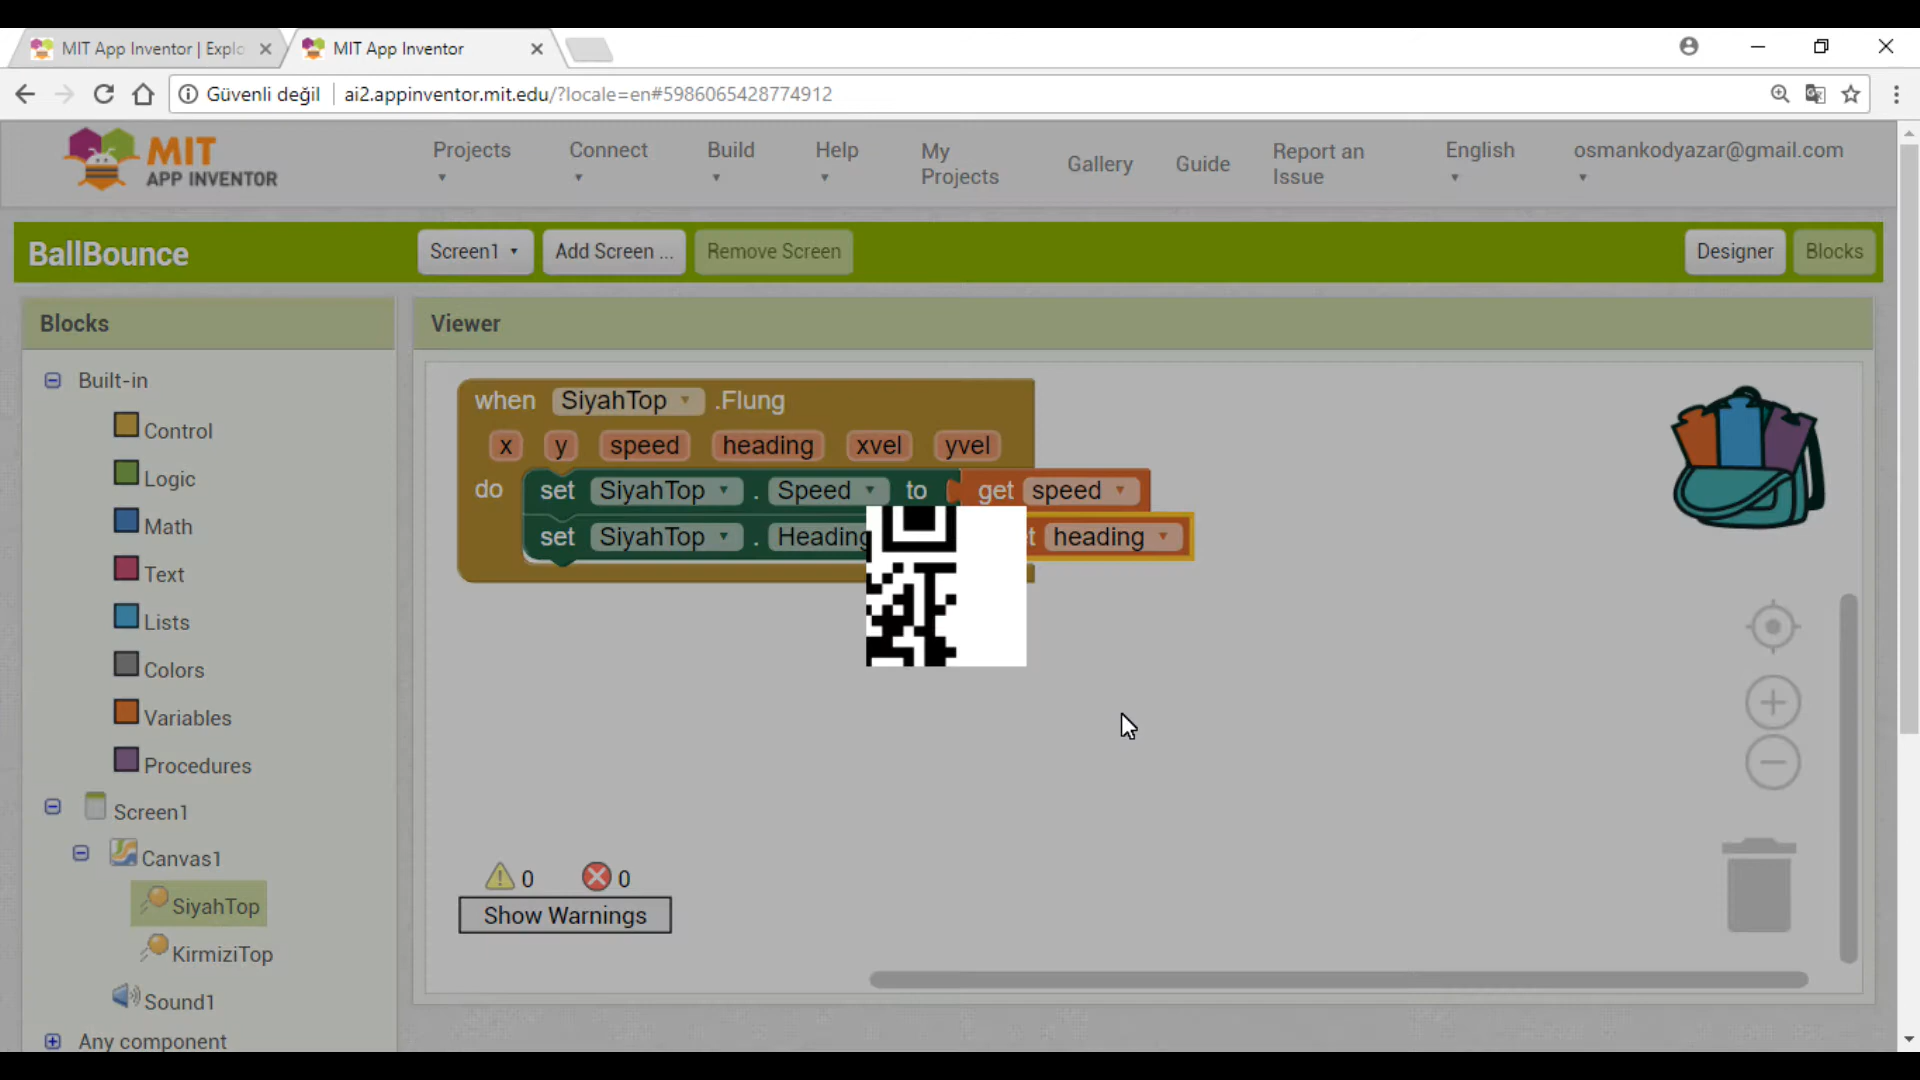 MIT App Inventor | Explo
MIT App Inventor
Güvenli değil
ai2.appinventor.mit.edu/?locale=en#5986065428774912
MIT
APP INVENTOR
Projects
Connect
Build
Help
My
Projects
Gallery
Guide
Report an
Issue
English
osmankodyazar@gmail.com
BallBounce
Screen1
Add Screen ...
Remove Screen
Designer
Blocks
Blocks
Viewer
Built-in
Control
Logic
Math
Text
Lists
Colors
Variables
Procedures
Screen1
Canvas1
SiyahTop
KirmiziTop
Sound1
Any component
when SiyahTop .Flung
x y speed heading xvel yvel
do set SiyahTop . Speed to get speed
set SiyahTop . Heading heading
0 0
Show Warnings